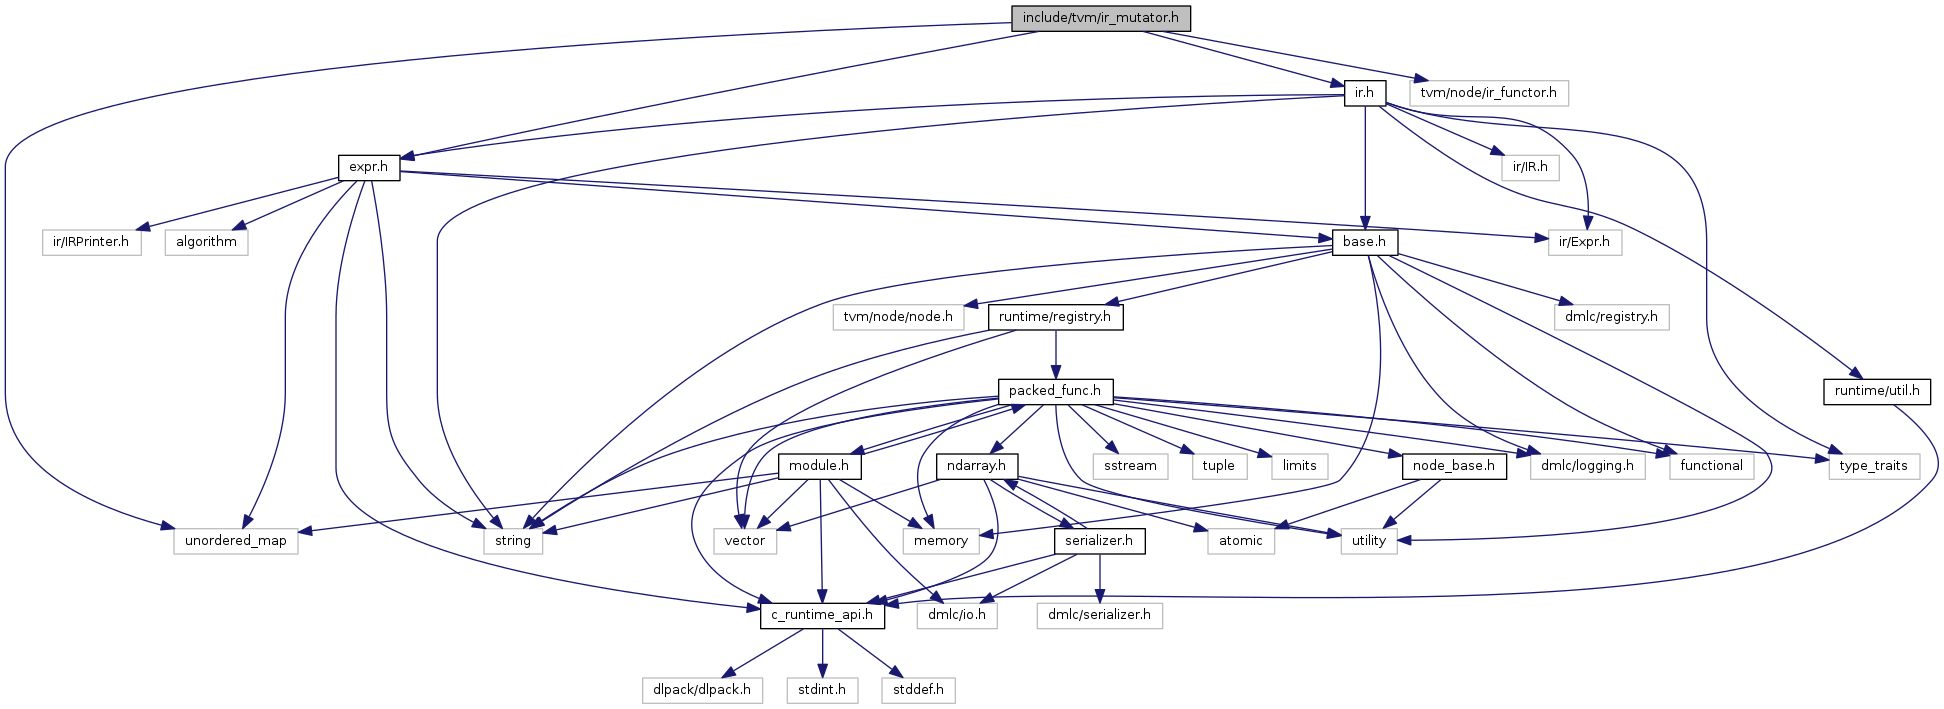 include/tvm/ir_mutator.h
ir.h
tvm/node/ir_functor.h
expr.h
ir/IR.h
ir/IRPrinter.h
algorithm
base.h
ir/Expr.h
tvm/node/node.h
runtime/registry.h
dmlc/registry.h
packed_func.h
runtime/util.h
module.h
ndarray.h
sstream
tuple
limits
node_base.h
dmlc/logging.h
functional
type_traits
unordered_map
string
vector
memory
serializer.h
atomic
utility
c_runtime_api.h
dmlc/io.h
dmlc/serializer.h
dlpack/dlpack.h
stdint.h
stddef.h